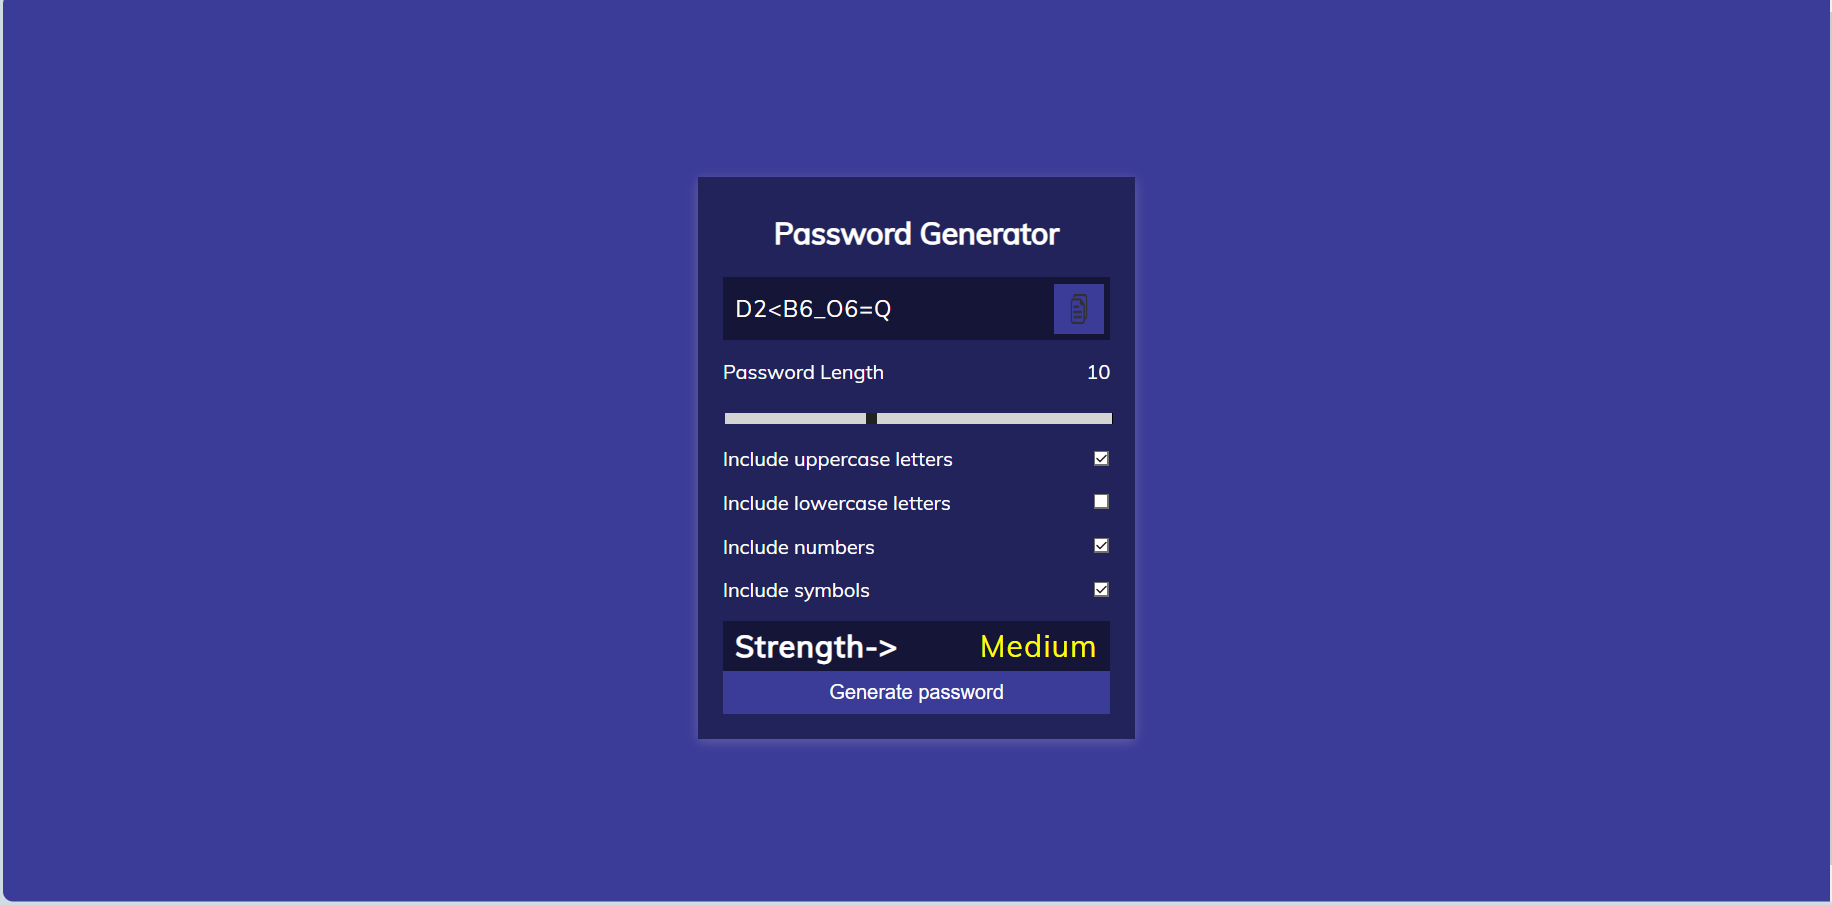 Password Generator
D2<B6_O6=Q
Password Length 10
Include uppercase letters
Include lowercase letters
Include numbers
Include symbols
Strength-> Medium
Generate password